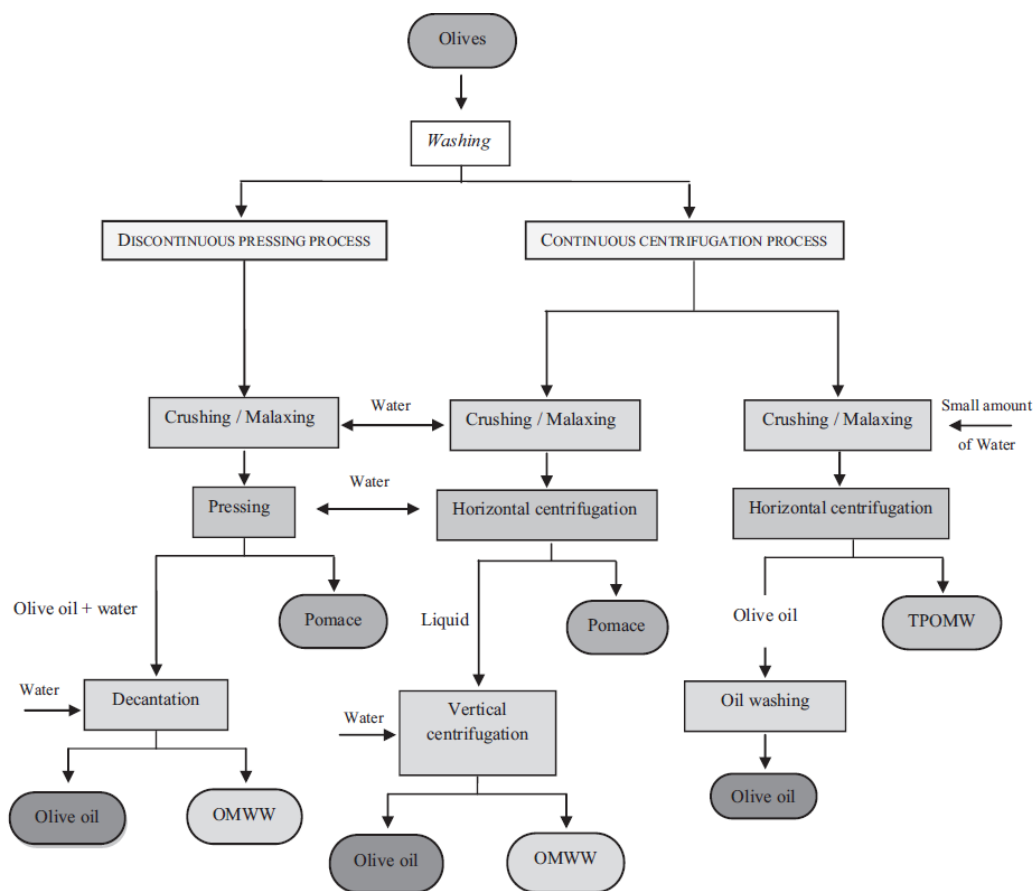 Olives
Washing
DISCONTINUOUS PRESSING PROCESS
CONTINUOUS CENTRIFUGATION PROCESS
Crushing / Malaxing
Water
Crushing / Malaxing
Crushing / Malaxing
Small amount
of Water
Pressing
Water
Horizontal centrifugation
Horizontal centrifugation
Olive oil + water
Pomace
Liquid
Pomace
Olive oil
TPOMW
Water
Decantation
Water
Vertical
centrifugation
Oil washing
Olive oil
OMWW
Olive oil
OMWW
Olive oil